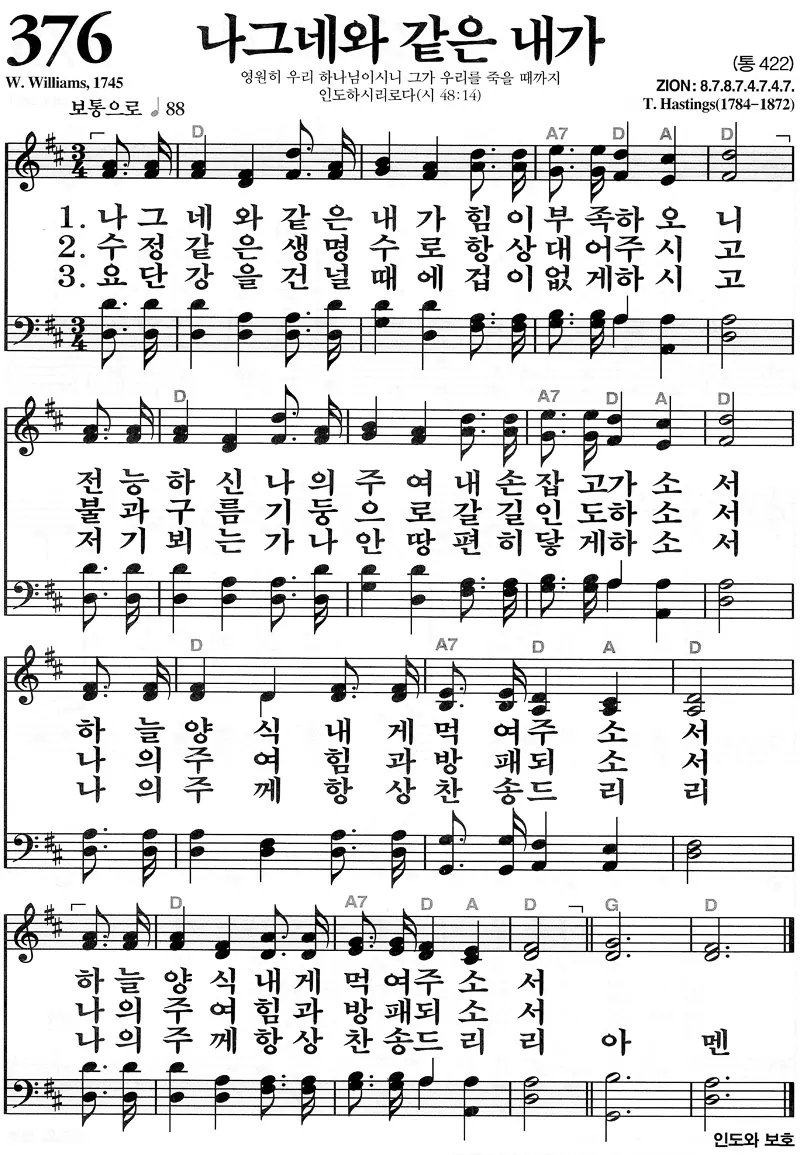 376 나그네와 같은 내가
(통 422)
W. Williams, 1745
영원히 우리 하나님이시니 그가 우리를 죽을 때까지
인도하시리로다(시 48:14)
ZION : 8.7.8.7.4.7.4.7.
T. Hastings(1784-1872)
보통으로 ♩ 88
D A7 D A D
3/4
1. 나 그 네 와 같 은 내 가 힘 이 부 족하 오 니
2. 수 정 같 은 생 명 수 로 항 상 대 어주 시 고
3. 요 단 강 을 건 널 때 에 겁 이 없 게하 시 고
3/4
D A7 D A D
전 능 하 신 나 의 주 여 내 손 잡 고가 소 서
불 과 구 름 기 둥 으 로 갈 길 인 도하 소 서
저 기 뵈 는 가 나 안 땅 편 히 닿 게하 소 서
D A7 D A D
하 늘 양 식 내 게 먹 여주 소 서
나 의 주 여 힘 과 방 패되 소 서
나 의 주 께 항 상 찬 송드 리 리
D A7 D A D G D
하 늘 양 식 내 게 먹 여주 소 서
나 의 주 여 힘 과 방 패되 소 서
나 의 주 께 항 상 찬 송드 리 리 아 멘
인도와 보호